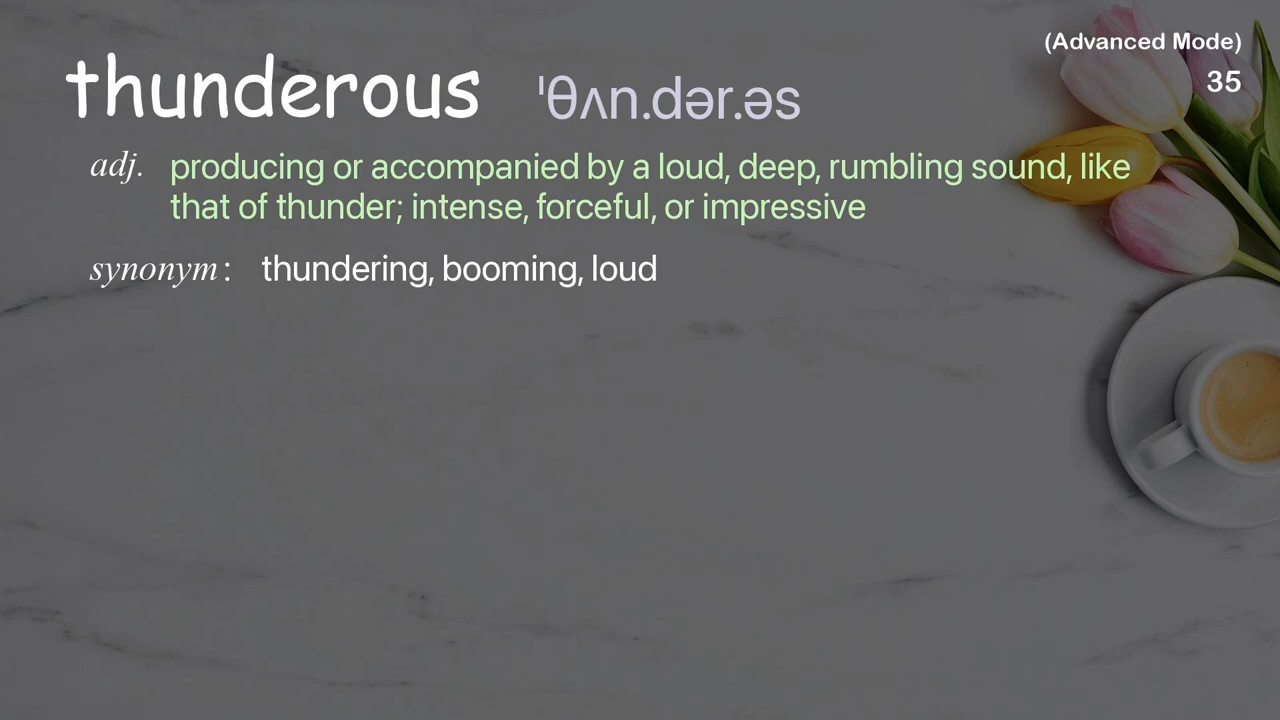 (Advanced Mode)
35
thunderous ˈθʌn.dər.əs
adj. producing or accompanied by a loud, deep, rumbling sound, like
that of thunder; intense, forceful, or impressive
synonym : thundering, booming, loud